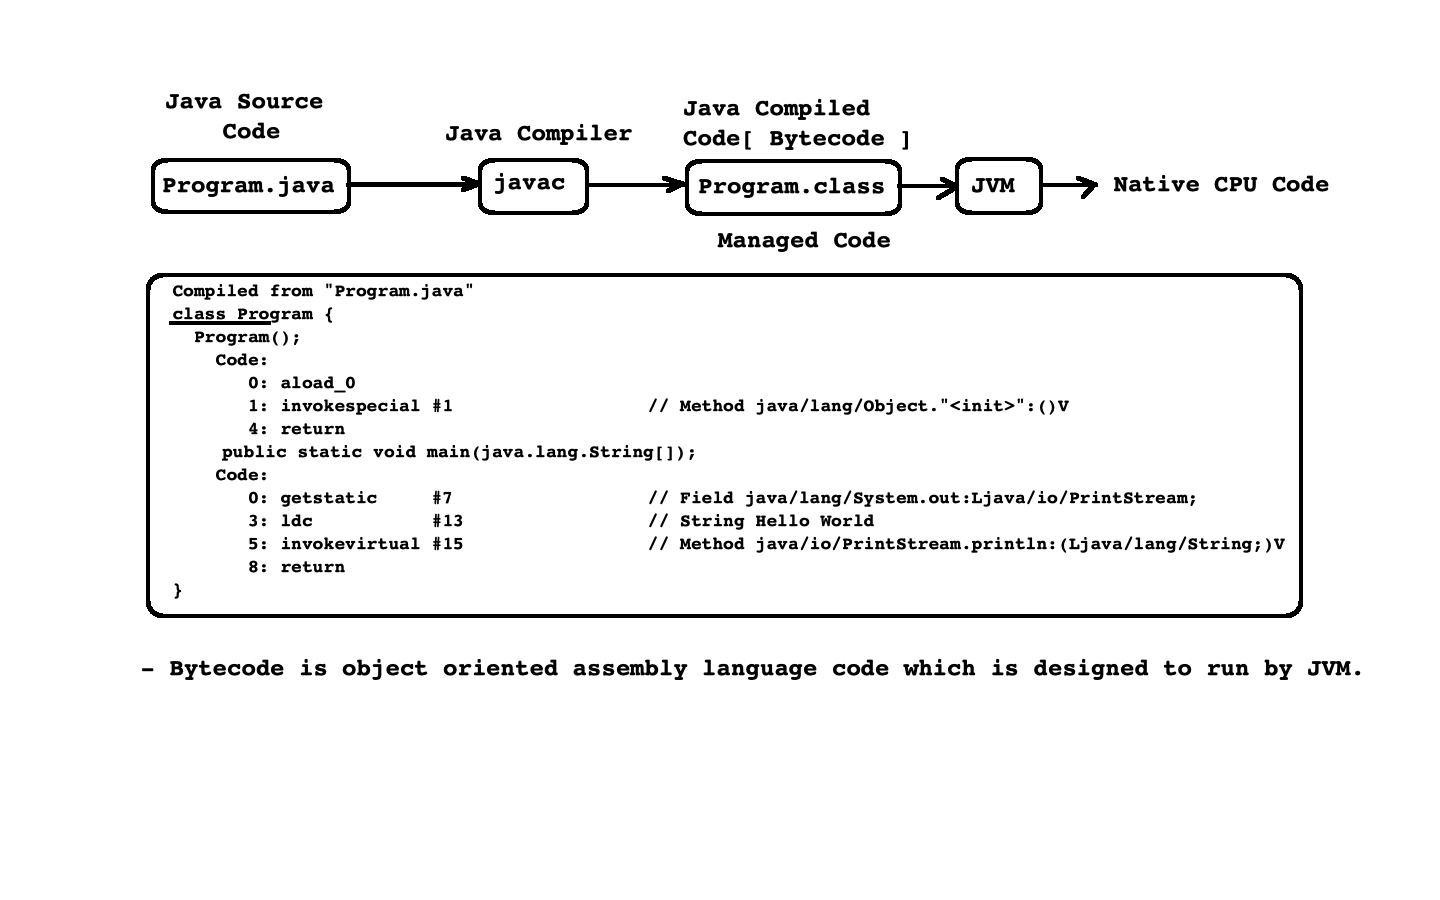 Java Source
Code
Java Compiler
Java Compiled
Code[ Bytecode ]
Program.java
javac
Program.class
JVM
Native CPU Code
Managed Code
Compiled from "Program.java"
class Program {
  Program();
    Code:
       0: aload_0
       1: invokespecial #1                  // Method java/lang/Object."<init>":()V
       4: return
    public static void main(java.lang.String[]);
    Code:
       0: getstatic     #7                  // Field java/lang/System.out:Ljava/io/PrintStream;
       3: ldc           #13                 // String Hello World
       5: invokevirtual #15                 // Method java/io/PrintStream.println:(Ljava/lang/String;)V
       8: return
}
- Bytecode is object oriented assembly language code which is designed to run by JVM.